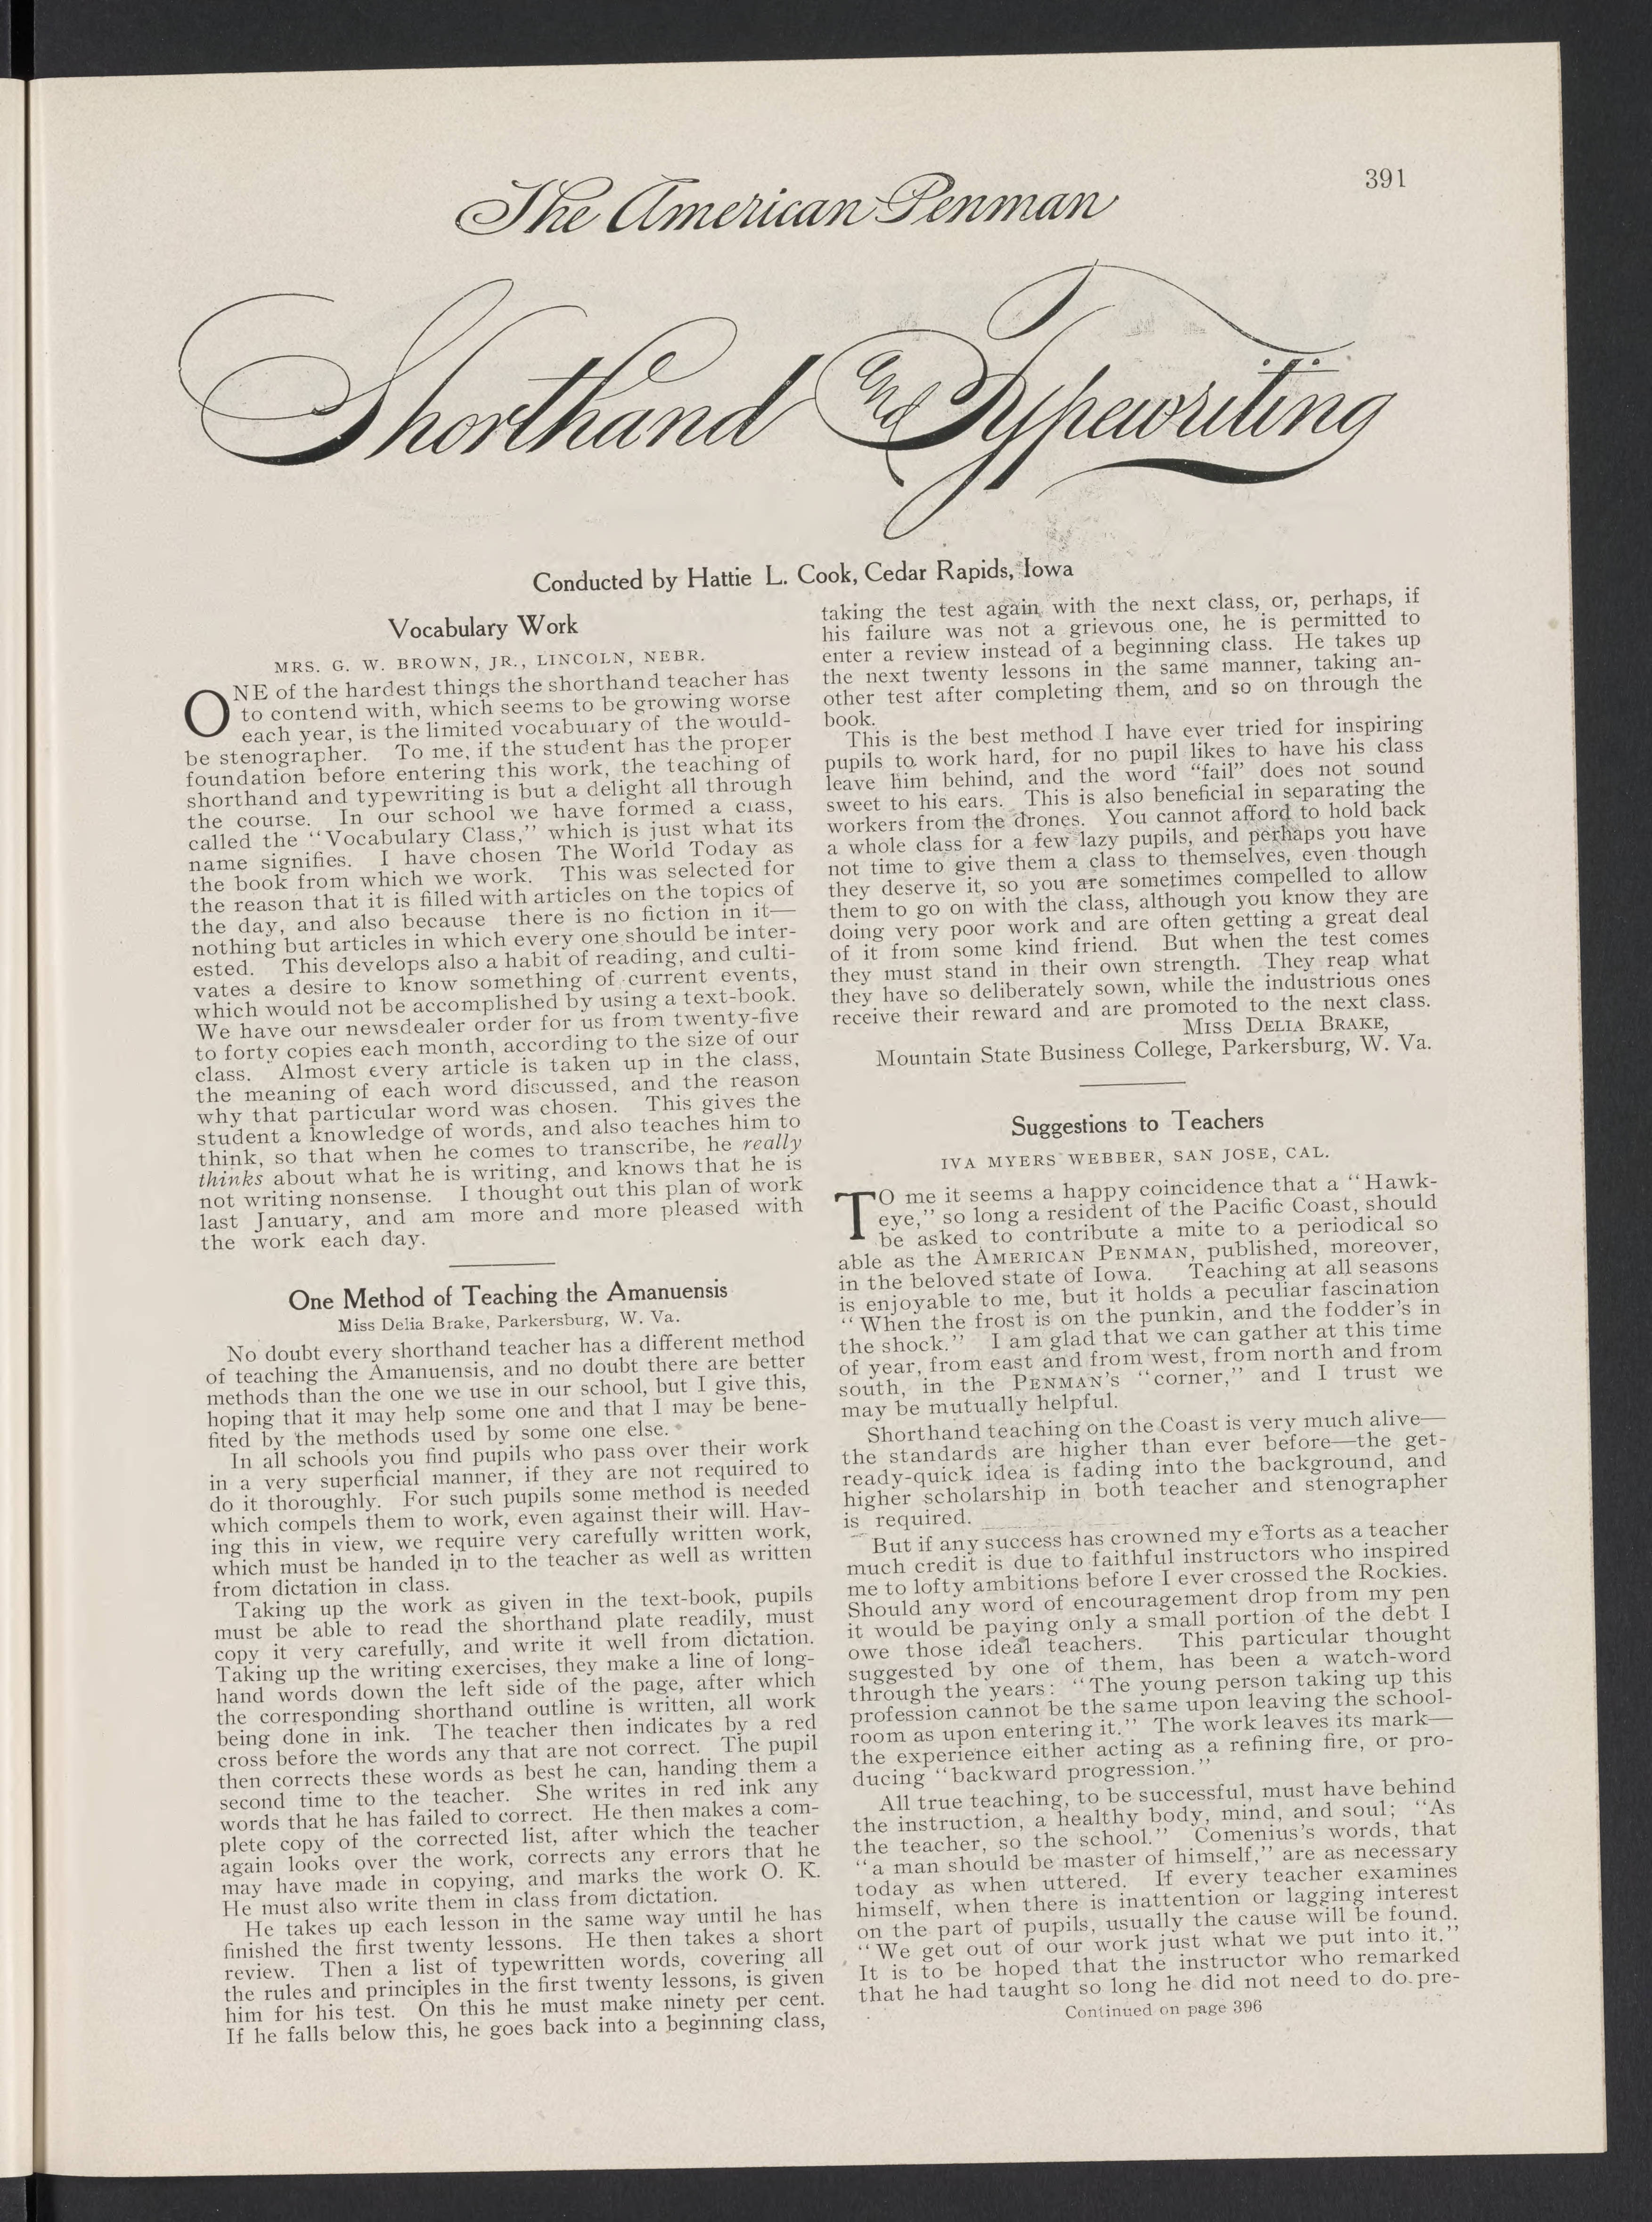 391
The American Penman
Shorthand and Typewriting
Conducted by Hattie L. Cook, Cedar Rapids, Iowa
Vocabulary Work
MRS. G. W. BROWN, JR., LINCOLN, NEBR.
ONE of the hardest things the shorthand teacher has
to contend with, which seems to be growing worse
each year, is the limited vocabulary of the would-
be stenographer. To me, if the student has the proper
foundation before entering this work, the teaching of
shorthand and typewriting is but a delight all through
the course. In our school we have formed a class,
called the "Vocabulary Class," which is just what its
name signifies. I have chosen The World Today as
the book from which we work. This was selected for
the reason that it is filled with articles on the topics of
the day, and also because there is no fiction in it—
nothing but articles in which every one should be inter-
ested. This develops also a habit of reading, and culti-
vates a desire to know something of current events,
which would not be accomplished by using a text-book.
We have our newsdealer order for us from twenty-five
to forty copies each month, according to the size of our
class. Almost every article is taken up in the class,
the meaning of each word discussed, and the reason
why that particular word was chosen. This gives the
student a knowledge of words, and also teaches him to
think, so that when he comes to transcribe, he really
thinks about what he is writing, and knows that he is
not writing nonsense. I thought out this plan of work
last January, and am more and more pleased with
the work each day.
One Method of Teaching the Amanuensis
Miss Delia Brake, Parkersburg, W. Va.
No doubt every shorthand teacher has a different method
of teaching the Amanuensis, and no doubt there are better
methods than the one we use in our school, but I give this,
hoping that it may help some one and that I may be bene-
fited by the methods used by some one else.
In all schools you find pupils who pass over their work
in a very superficial manner, if they are not required to
do it thoroughly. For such pupils some method is needed
which compels them to work, even against their will. Hav-
ing this in view, we require very carefully written work,
which must be handed in to the teacher as well as written
from dictation in class.
Taking up the work as given in the text-book, pupils
must be able to read the shorthand plate readily, must
copy it very carefully, and write it well from dictation.
Taking up the writing exercises, they make a line of long-
hand words down the left side of the page, after which
the corresponding shorthand outline is written, all work
being done in ink. The teacher then indicates by a red
cross before the words any that are not correct. The pupil
then corrects these words as best he can, handing them a
second time to the teacher. She writes in red ink any
words that he has failed to correct. He then makes a com-
plete copy of the corrected list, after which the teacher
again looks over the work, corrects any errors that he
may have made in copying, and marks the work O. K.
He must also write them in class from dictation.
He takes up each lesson in the same way until he has
finished the first twenty lessons. He then takes a short
review. Then a list of typewritten words, covering all
the rules and principles in the first twenty lessons, is given
him for his test. On this he must make ninety per cent.
If he falls below this, he goes back into a beginning class,
taking the test again with the next class, or, perhaps, if
his failure was not a grievous one, he is permitted to
enter a review instead of a beginning class. He takes up
the next twenty lessons in the same manner, taking an-
other test after completing them, and so on through the
book.
This is the best method I have ever tried for inspiring
pupils to work hard, for no pupil likes to have his class
leave him behind, and the word "fail" does not sound
sweet to his ears. This is also beneficial in separating the
workers from the drones. You cannot afford to hold back
a whole class for a few lazy pupils, and perhaps you have
not time to give them a class to themselves, even though
they deserve it, so you are sometimes compelled to allow
them to go on with the class, although you know they are
doing very poor work and are often getting a great deal
of it from some kind friend. But when the test comes
they must stand in their own strength. They reap what
they have so deliberately sown, while the industrious ones
receive their reward and are promoted to the next class.
MISS DELIA BRAKE,
Mountain State Business College, Parkersburg, W. Va.
Suggestions to Teachers
IVA MYERS WEBBER, SAN JOSE, CAL.
TO me it seems a happy coincidence that a "Hawk-
eye," so long a resident of the Pacific Coast, should
be asked to contribute a mite to a periodical so
able as the AMERICAN PENMAN, published, moreover,
in the beloved state of Iowa. Teaching at all seasons
is enjoyable to me, but it holds a peculiar fascination
"When the frost is on the punkin, and the fodder's in
the shock." I am glad that we can gather at this time
of year, from east and from west, from north and from
south, in the PENMAN'S "corner," and I trust we
may be mutually helpful.
Shorthand teaching on the Coast is very much alive—
the standards are higher than ever before—the get-
ready-quick idea is fading into the background, and
higher scholarship in both teacher and stenographer
is required.
But if any success has crowned my efforts as a teacher
much credit is due to faithful instructors who inspired
me to lofty ambitions before I ever crossed the Rockies.
Should any word of encouragement drop from my pen
it would be paying only a small portion of the debt I
owe those ideal teachers. This particular thought
suggested by one of them, has been a watch-word
through the years: "The young person taking up this
profession cannot be the same upon leaving the school-
room as upon entering it." The work leaves its mark—
the experience either acting as a refining fire, or pro-
ducing "backward progression."
All true teaching, to be successful, must have behind
the instruction, a healthy body, mind, and soul; "As
the teacher, so the school." Comenius's words, that
"a man should be master of himself," are as necessary
today as when uttered. If every teacher examines
himself, when there is inattention or lagging interest
on the part of pupils, usually the cause will be found.
"We get out of our work just what we put into it."
It is to be hoped that the instructor who remarked
that he had taught so long he did not need to do pre-
Continued on page 396